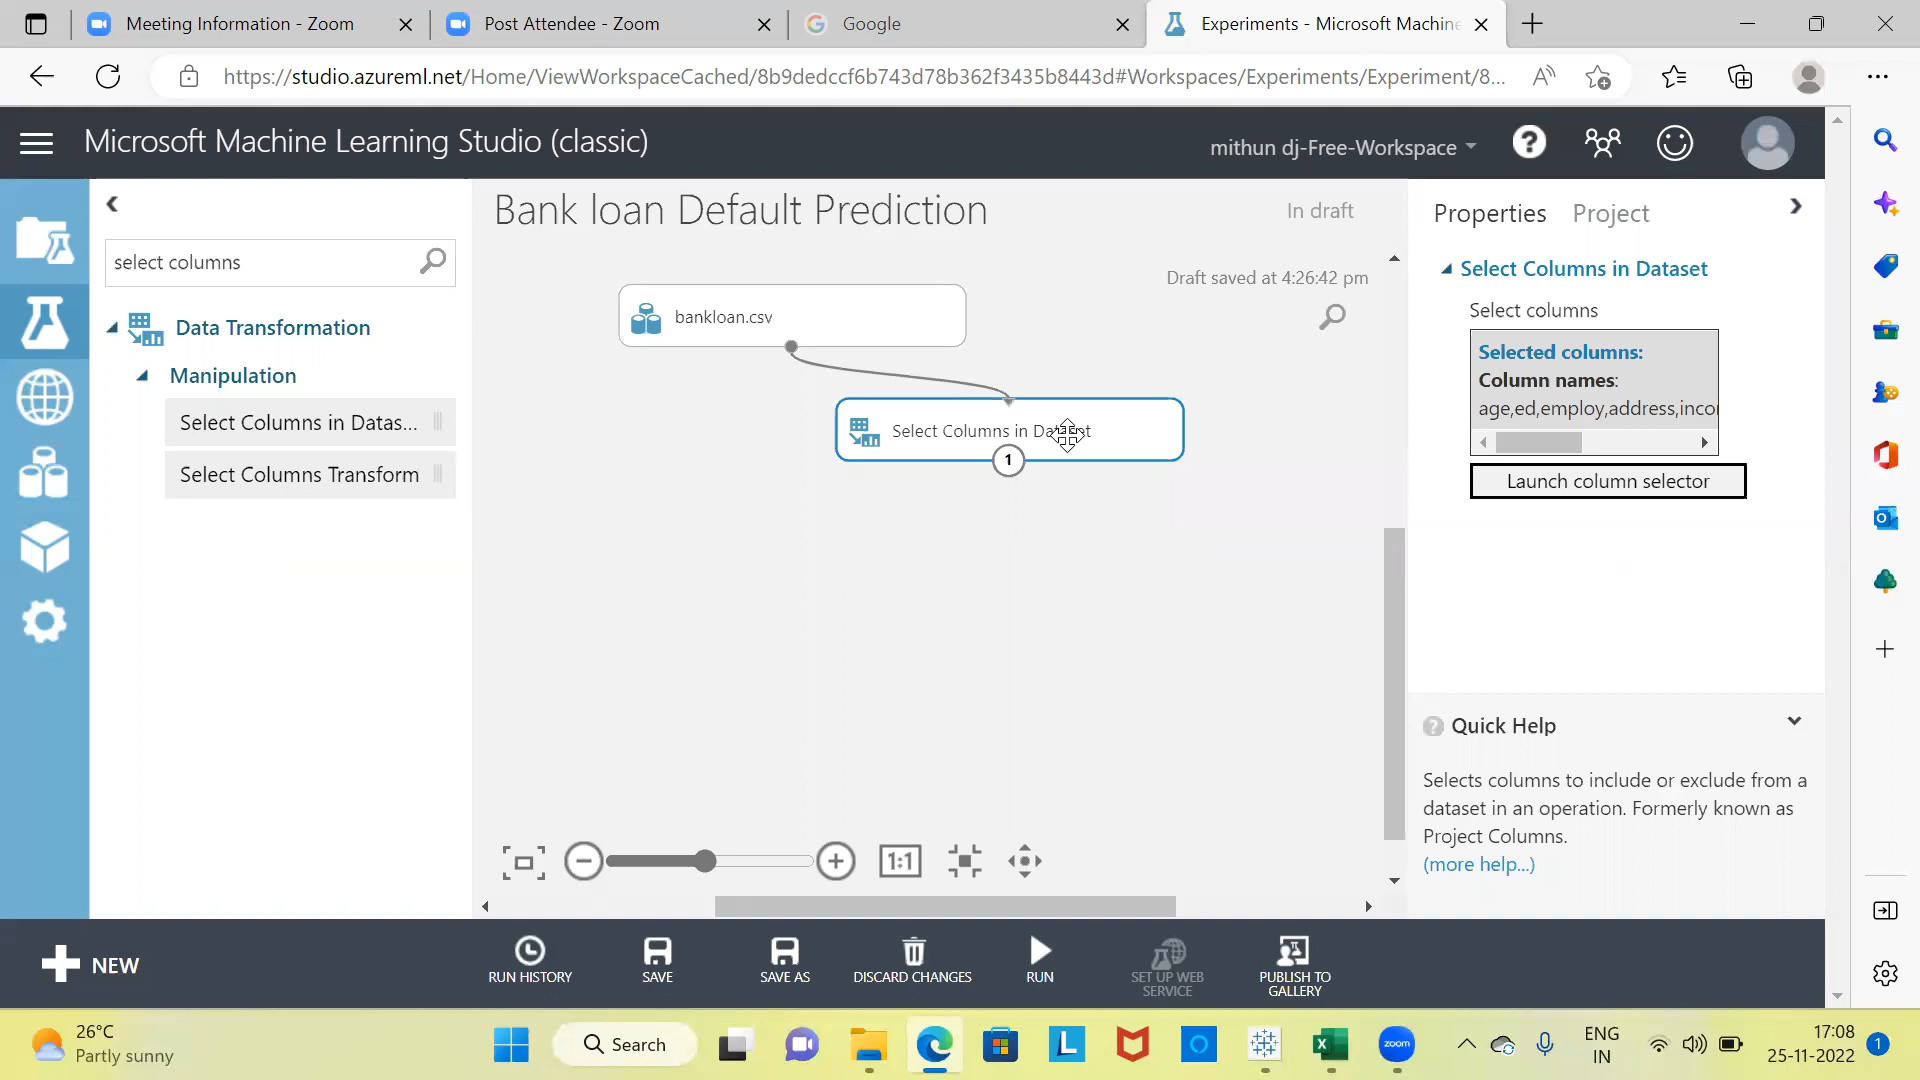 Meeting Information - Zoom
Post Attendee - Zoom
Google
Experiments - Microsoft Machine
https://studio.azureml.net/Home/ViewWorkspaceCached/8b9dedccf6b743d78b362f3435b8443d#Workspaces/Experiments/Experiment/8...
Microsoft Machine Learning Studio (classic)
mithun dj-Free-Workspace
select columns
Data Transformation
Manipulation
Select Columns in Datas...
Select Columns Transform
Bank loan Default Prediction
In draft
Draft saved at 4:26:42 pm
bankloan.csv
Select Columns in Dataset
1
1:1
Properties Project
Select Columns in Dataset
Select columns
Selected columns:
Column names:
age,ed,employ,address,inco
Launch column selector
Quick Help
Selects columns to include or exclude from a
dataset in an operation. Formerly known as
Project Columns.
(more help...)
NEW
RUN HISTORY
SAVE
SAVE AS
DISCARD CHANGES
RUN
SET UP WEB
SERVICE
PUBLISH TO
GALLERY
26°C
Partly sunny
Search
zoom
ENG
IN
17:08
25-11-2022
1